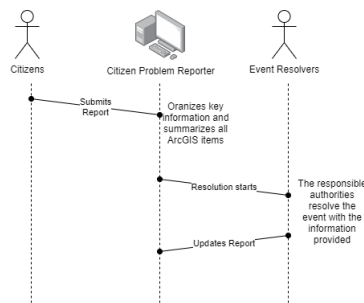 Citizens
Citizen Problem Reporter
Event Resolvers
Submits
Report
Oranizes key
information and
summarizes all
ArcGIS items
Resolution starts
The responsible
authorities
resolve the
event with the
information
provided
Updates Report